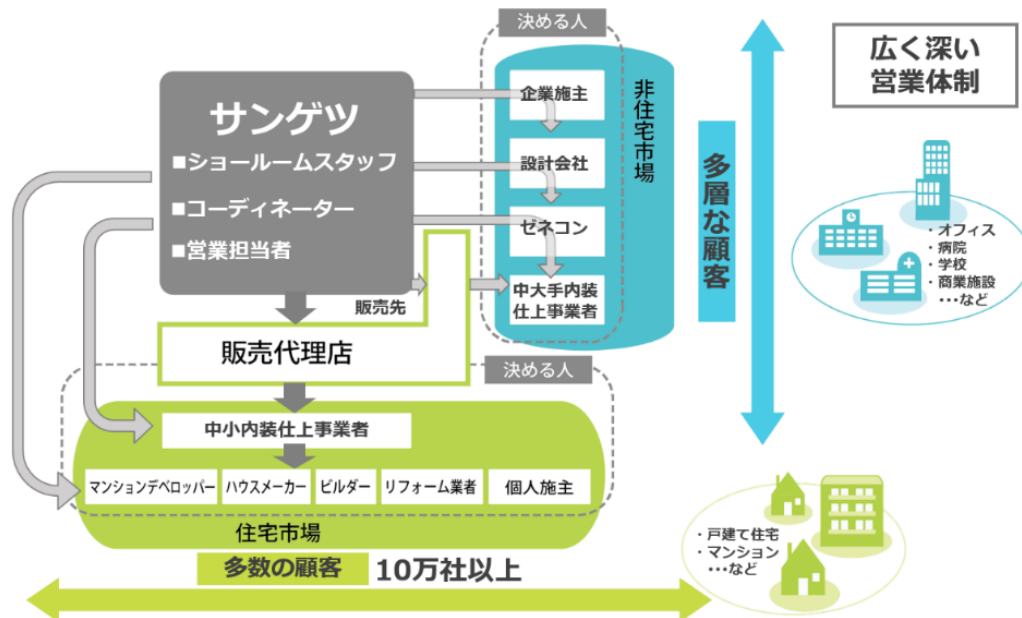 決める人
広く深い
営業体制
サンゲツ
■ショールームスタッフ
■コーディネーター
■営業担当者
企業施主
設計会社
ゼネコン
中大手内装
仕上事業者
非住宅市場
多層な顧客
・オフィス
・病院
・学校
・商業施設
・・・など
販売先
販売代理店
決める人
中小内装仕上事業者
マンションデベロッパー
ハウスメーカー
ビルダー
リフォーム業者
個人施主
住宅市場
・戸建て住宅
・マンション
・・・など
多数の顧客
10万社以上